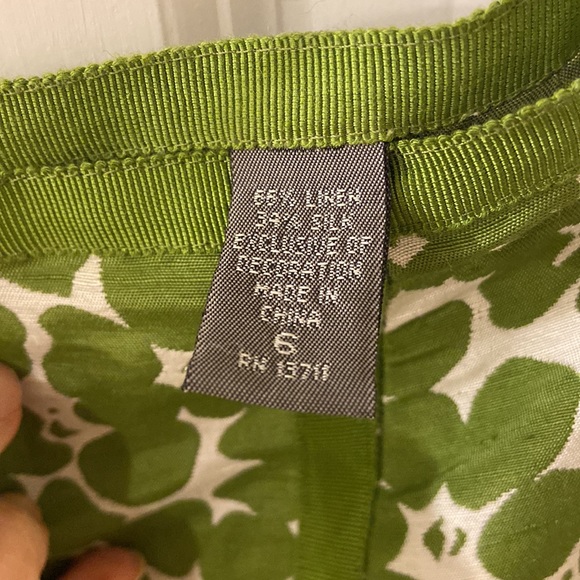 66% LINEN
34% SILK
EXCLUSIVE OF
DECORATION
MADE IN
CHINA
6
RN 13711